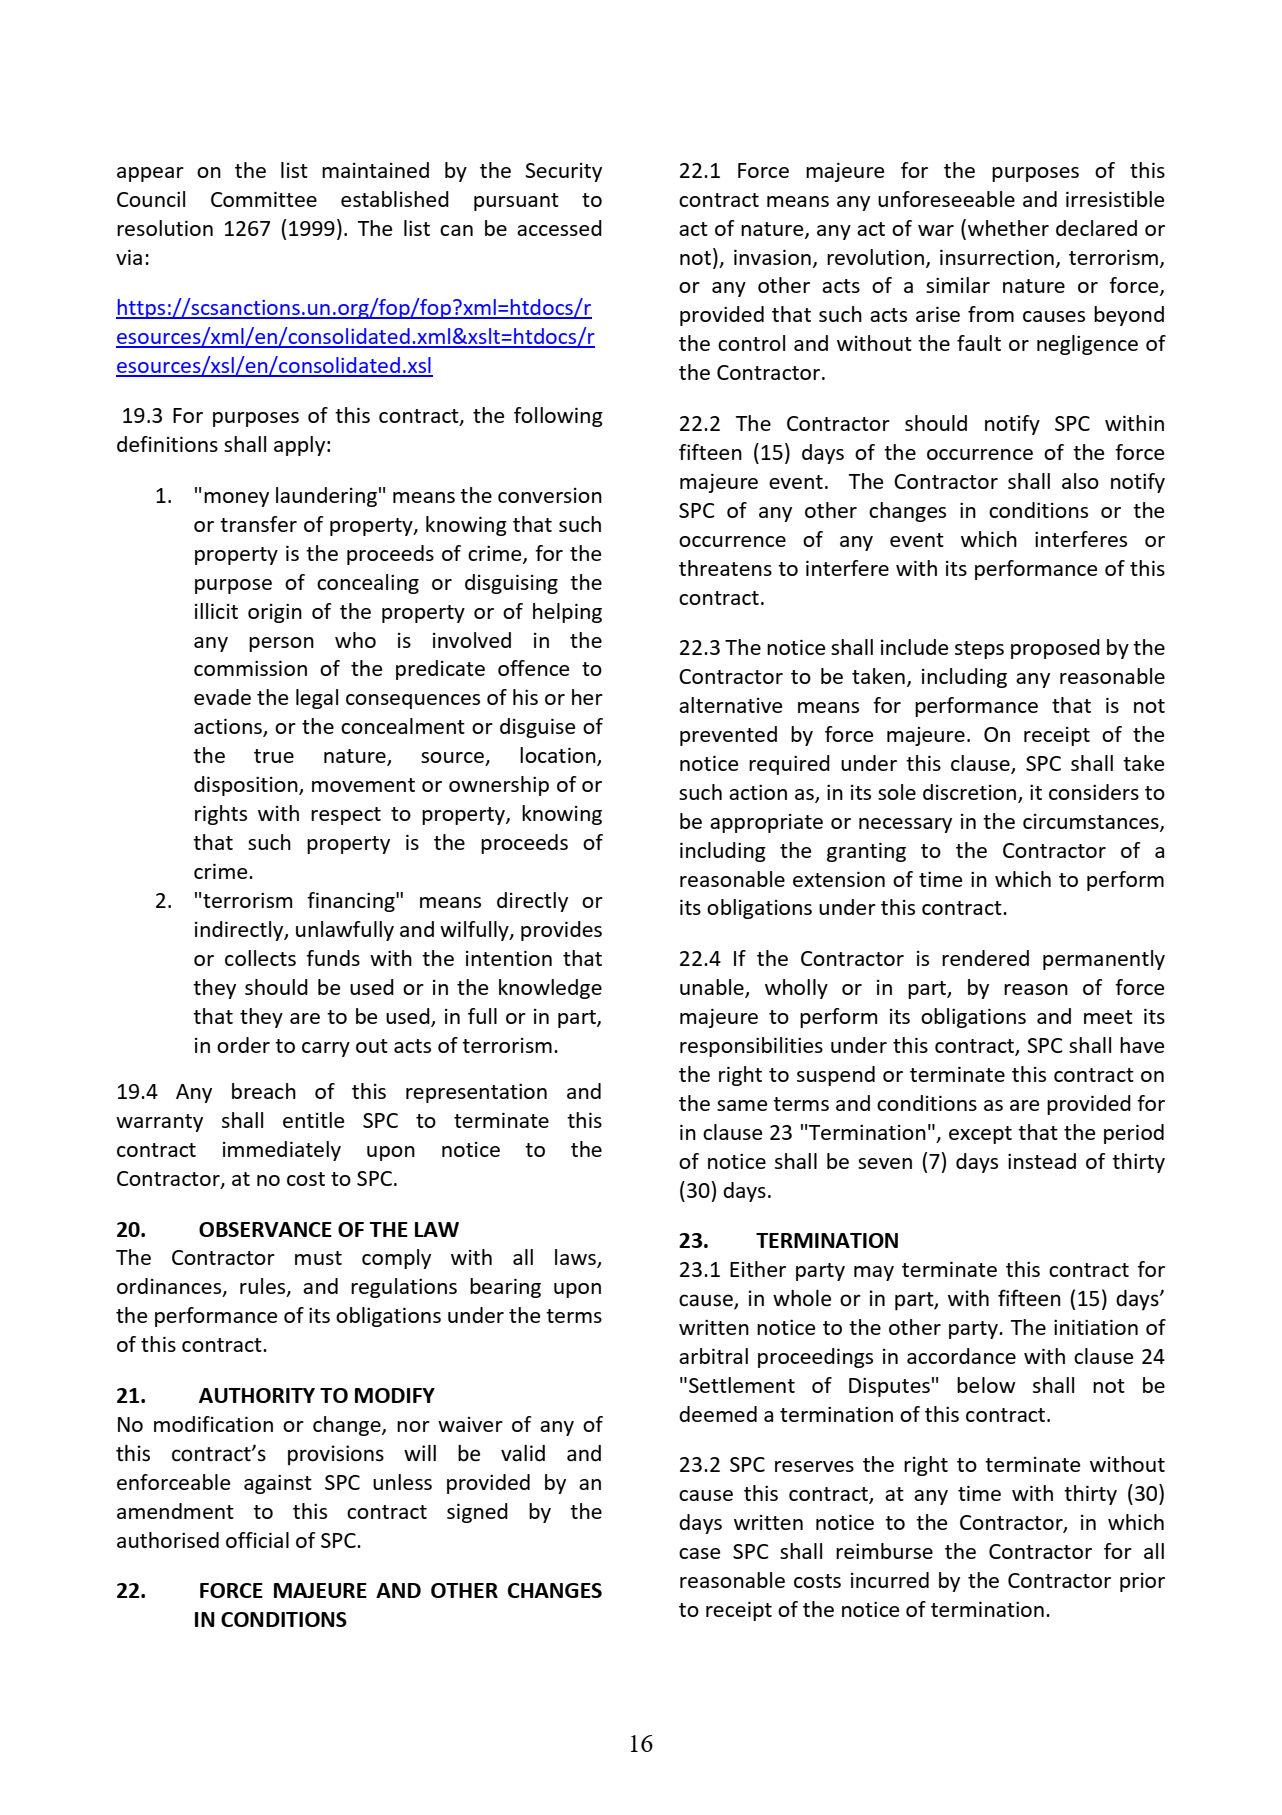 appear on the list maintained by the Security
Council Committee established pursuant to
resolution 1267 (1999). The list can be accessed
via:
https://scsanctions.un.org/fop/fop?xml=htdocs/r
esources/xml/en/consolidated.xml&xslt=htdocs/r
esources/xsl/en/consolidated.xsl
19.3 For purposes of this contract, the following
definitions shall apply:
1. "money laundering" means the conversion
or transfer of property, knowing that such
property is the proceeds of crime, for the
purpose of concealing or disguising the
illicit origin of the property or of helping
any person who is involved in the
commission of the predicate offence to
evade the legal consequences of his or her
actions, or the concealment or disguise of
the true nature, source, location,
disposition, movement or ownership of or
rights with respect to property, knowing
that such property is the proceeds of
crime.
2. "terrorism financing" means directly or
indirectly, unlawfully and wilfully, provides
or collects funds with the intention that
they should be used or in the knowledge
that they are to be used, in full or in part,
in order to carry out acts of terrorism.
19.4 Any breach of this representation and
warranty shall entitle SPC to terminate this
contract immediately upon notice to the
Contractor, at no cost to SPC.
20. OBSERVANCE OF THE LAW
The Contractor must comply with all laws,
ordinances, rules, and regulations bearing upon
the performance of its obligations under the terms
of this contract.
21. AUTHORITY TO MODIFY
No modification or change, nor waiver of any of
this contract’s provisions will be valid and
enforceable against SPC unless provided by an
amendment to this contract signed by the
authorised official of SPC.
22. FORCE MAJEURE AND OTHER CHANGES
IN CONDITIONS
22.1 Force majeure for the purposes of this
contract means any unforeseeable and irresistible
act of nature, any act of war (whether declared or
not), invasion, revolution, insurrection, terrorism,
or any other acts of a similar nature or force,
provided that such acts arise from causes beyond
the control and without the fault or negligence of
the Contractor.
22.2 The Contractor should notify SPC within
fifteen (15) days of the occurrence of the force
majeure event. The Contractor shall also notify
SPC of any other changes in conditions or the
occurrence of any event which interferes or
threatens to interfere with its performance of this
contract.
22.3 The notice shall include steps proposed by the
Contractor to be taken, including any reasonable
alternative means for performance that is not
prevented by force majeure. On receipt of the
notice required under this clause, SPC shall take
such action as, in its sole discretion, it considers to
be appropriate or necessary in the circumstances,
including the granting to the Contractor of a
reasonable extension of time in which to perform
its obligations under this contract.
22.4 If the Contractor is rendered permanently
unable, wholly or in part, by reason of force
majeure to perform its obligations and meet its
responsibilities under this contract, SPC shall have
the right to suspend or terminate this contract on
the same terms and conditions as are provided for
in clause 23 "Termination", except that the period
of notice shall be seven (7) days instead of thirty
(30) days.
23. TERMINATION
23.1 Either party may terminate this contract for
cause, in whole or in part, with fifteen (15) days’
written notice to the other party. The initiation of
arbitral proceedings in accordance with clause 24
"Settlement of Disputes" below shall not be
deemed a termination of this contract.
23.2 SPC reserves the right to terminate without
cause this contract, at any time with thirty (30)
days written notice to the Contractor, in which
case SPC shall reimburse the Contractor for all
reasonable costs incurred by the Contractor prior
to receipt of the notice of termination.
16